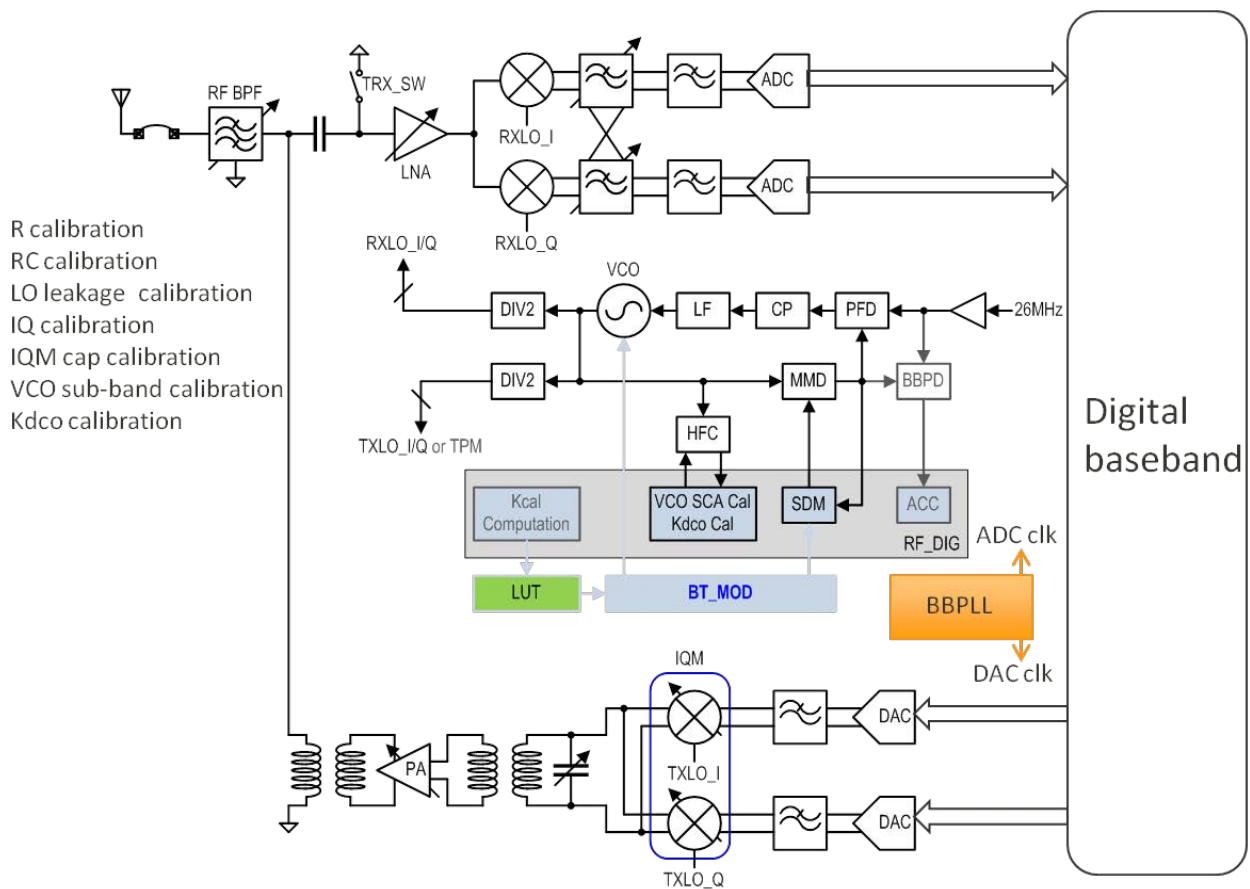 RF BPF
TRX_SW
LNA
RXLO_I
ADC
RXLO_Q
ADC
R calibration
RC calibration
LO leakage calibration
IQ calibration
IQM cap calibration
VCO sub-band calibration
Kdco calibration
RXLO_I/Q
DIV2
VCO
LF
CP
PFD
26MHz
DIV2
MMD
BBPD
TXLO_I/Q or TPM
HFC
Kcal
Computation
VCO SCA Cal
Kdco Cal
SDM
ACC
RF_DIG
LUT
BT_MOD
ADC clk
BBPLL
DAC clk
Digital
baseband
IQM
PA
TXLO_I
DAC
TXLO_Q
DAC